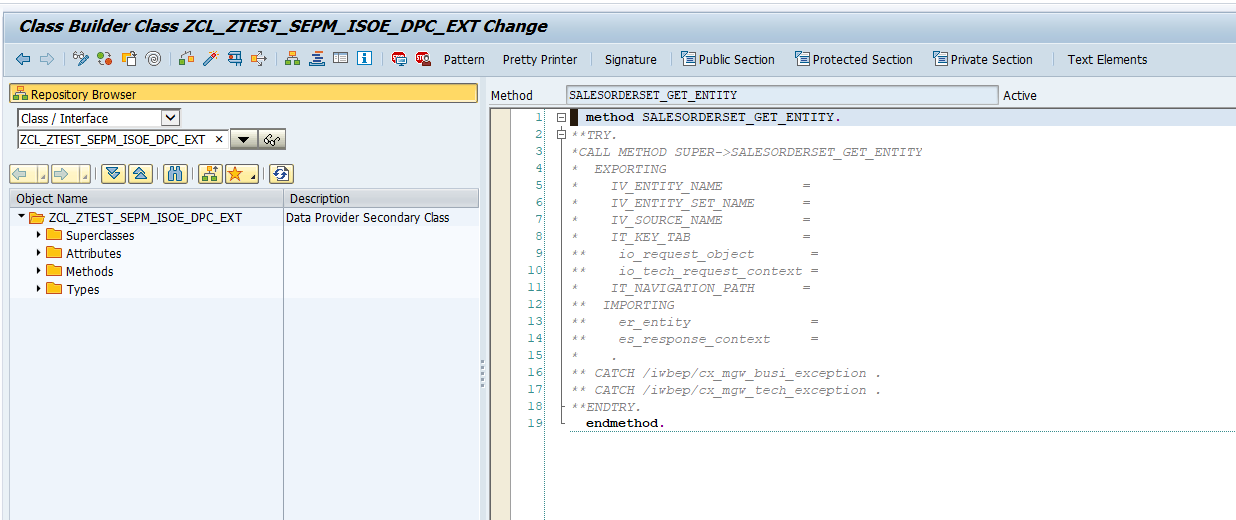 Class Builder Class ZCL_ZTEST_SEPM_ISOE_DPC_EXT Change
Pattern Pretty Printer Signature Public Section Protected Section Private Section Text Elements
Repository Browser
Class / Interface
ZCL_ZTEST_SEPM_ISOE_DPC_EXT
Object Name Description
ZCL_ZTEST_SEPM_ISOE_DPC_EXT Data Provider Secondary Class
Superclasses
Attributes
Methods
Types
Method SALESORDERSET_GET_ENTITY Active
1 method SALESORDERSET_GET_ENTITY.
2 **TRY.
3 *CALL METHOD SUPER->SALESORDERSET_GET_ENTITY
4 * EXPORTING
5 * IV_ENTITY_NAME =
6 * IV_ENTITY_SET_NAME =
7 * IV_SOURCE_NAME =
8 * IT_KEY_TAB =
9 ** io_request_object =
10 ** io_tech_request_context =
11 * IT_NAVIGATION_PATH =
12 ** IMPORTING
13 ** er_entity =
14 ** es_response_context =
15 * .
16 ** CATCH /iwbep/cx_mgw_busi_exception .
17 ** CATCH /iwbep/cx_mgw_tech_exception .
18 **ENDTRY.
19 endmethod.